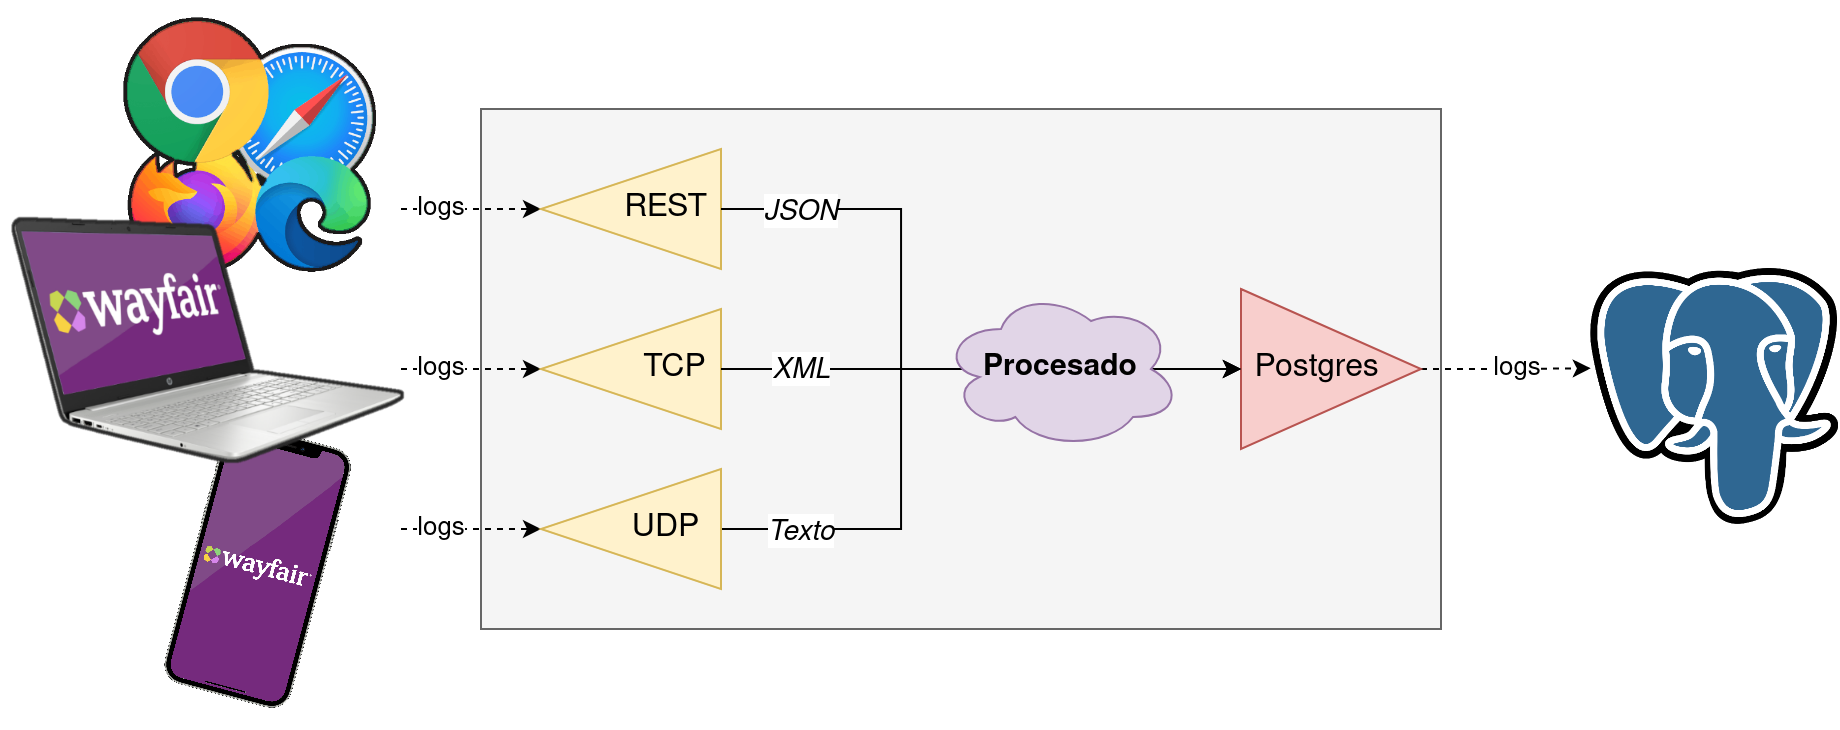 wayfair
wayfair
logs
REST
JSON
logs
TCP
XML
Procesado
Postgres
logs
logs
UDP
Texto